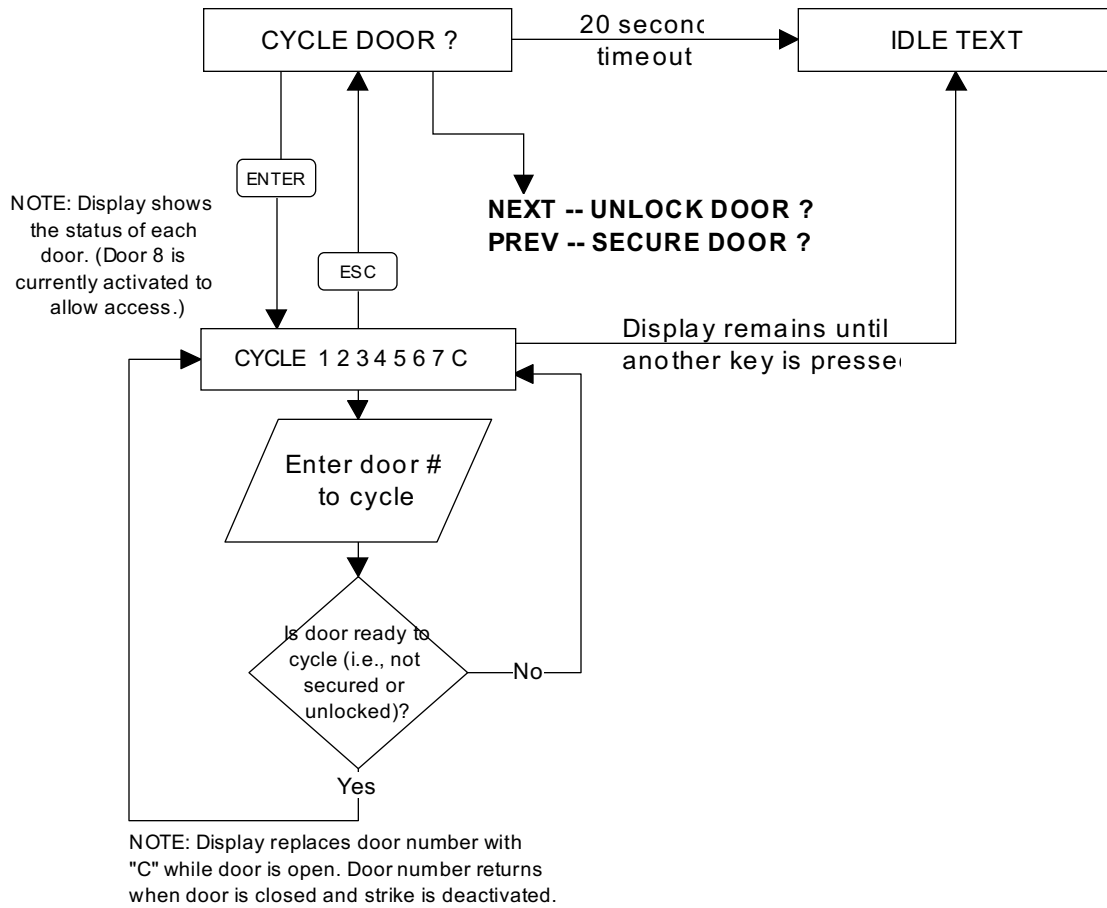 CYCLE DOOR ?
20 second
timeout
IDLE TEXT
ENTER
NOTE: Display shows
the status of each
door. (Door 8 is
currently activated to
allow access.)
NEXT -- UNLOCK DOOR ?
PREV -- SECURE DOOR ?
ESC
CYCLE 1 2 3 4 5 6 7 C
Display remains until
another key is presse
Enter door #
to cycle
Is door ready to
cycle (i.e., not
secured or
unlocked)?
No
Yes
NOTE: Display replaces door number with
"C" while door is open. Door number returns
when door is closed and strike is deactivated.